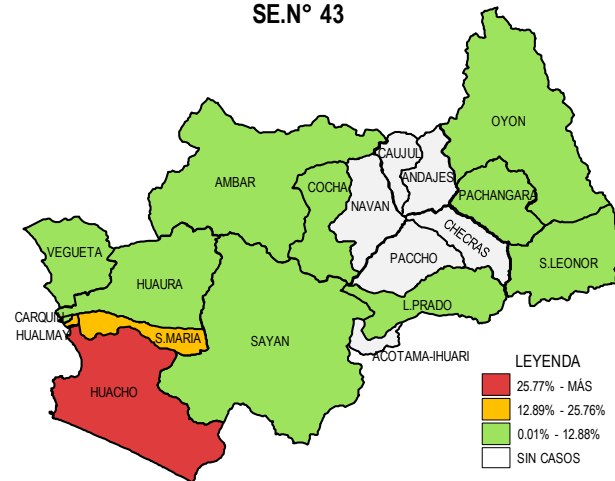 SE.N° 43
OYON
CAUJUL
ANDAJES
AMBAR
COCHA
NAVAN
PACHANGARA
CHECRAS
VEGUETA
HUAURA
PACCHO
S.LEONOR
L.PRADO
CARQUIN
HUALMAY
S.MARIA
SAYAN
ACOTAMA-IHUARI
HUACHO
LEYENDA
25.77% - MÁS
12.89% - 25.76%
0.01% - 12.88%
SIN CASOS